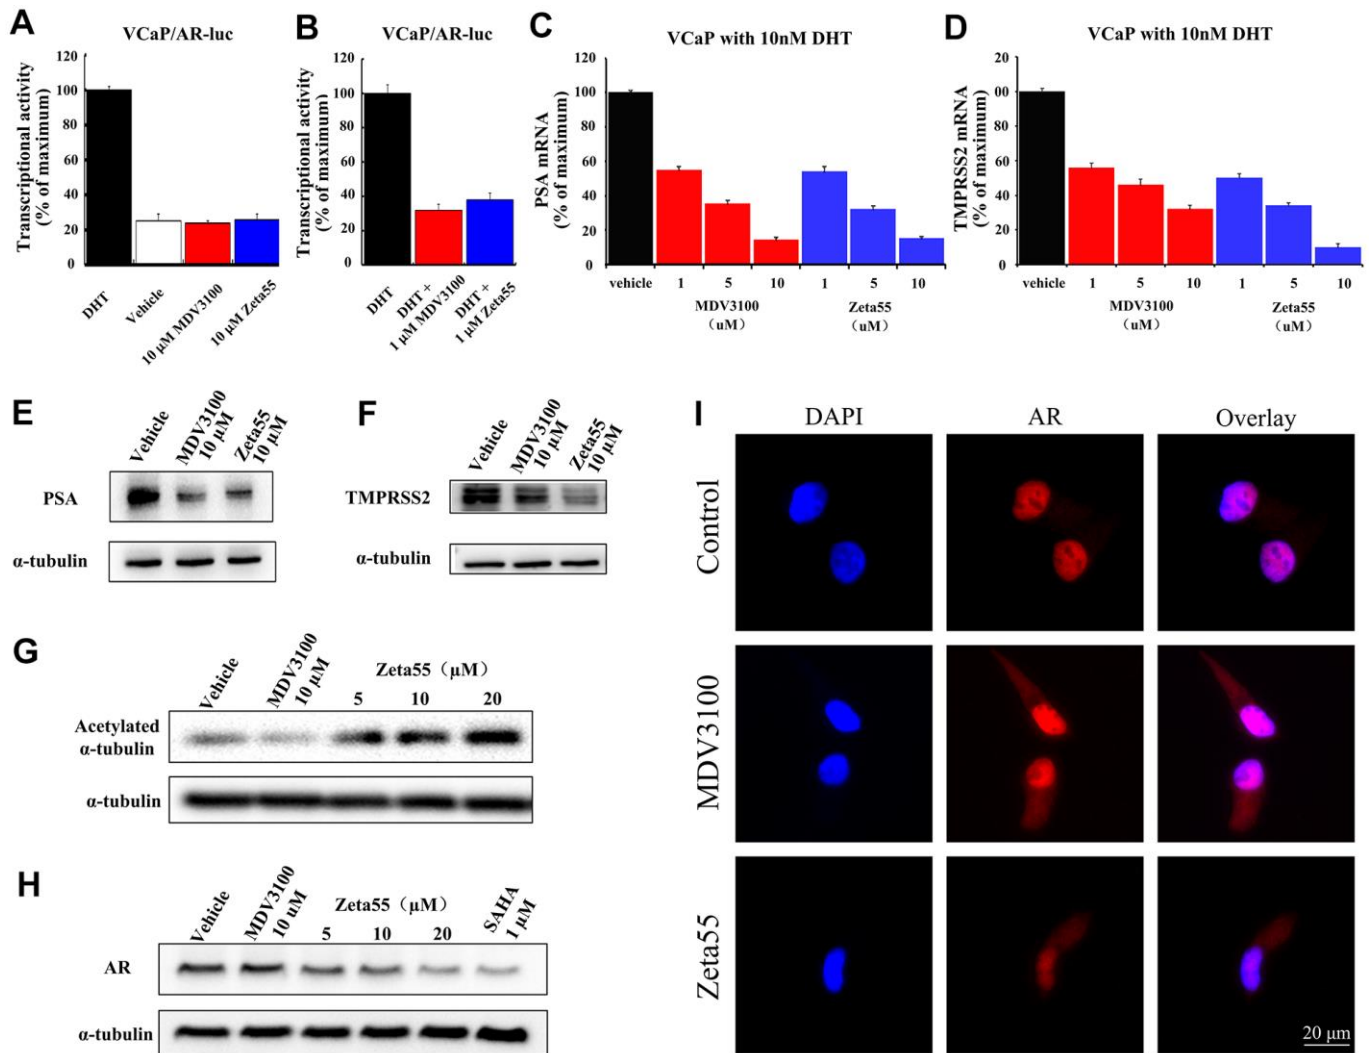 A
VCaP/AR-luc
Transcriptional activity
(% of maximum)
120
100
80
60
40
20
0
DHT
Vehicle
10 μM MDV3100
10 μM Zeta55
B
VCaP/AR-luc
Transcriptional activity
(% of maximum)
120
100
80
60
40
20
0
DHT
DHT +
1 μM MDV3100
DHT +
1 μM Zeta55
C
VCaP with 10nM DHT
PSA mRNA
(% of maximum)
120
100
80
60
40
20
0
vehicle 1 5 10 1 5 10
MDV3100 Zeta55
(uM) (uM)
D
VCaP with 10nM DHT
TMPRSS2 mRNA
(% of maximum)
20
00
80
60
40
20
0
vehicle 1 5 10 1 5 10
MDV3100 Zeta55
(uM) (uM)
E
Vehicle
MDV3100
10 μM
Zeta55
10 μM
PSA
α-tubulin
F
Vehicle
MDV3100
10 μM
Zeta55
10 μM
TMPRSS2
α-tubulin
G
Vehicle
MDV3100
10 μM
Zeta55 (μM)
5 10 20
Acetylated
α-tubulin
α-tubulin
H
Vehicle
MDV3100
10 uM
Zeta55 (μM)
5 10 20
SAHA
1 μM
AR
α-tubulin
I
DAPI AR Overlay
Control
MDV3100
Zeta55
20 μm